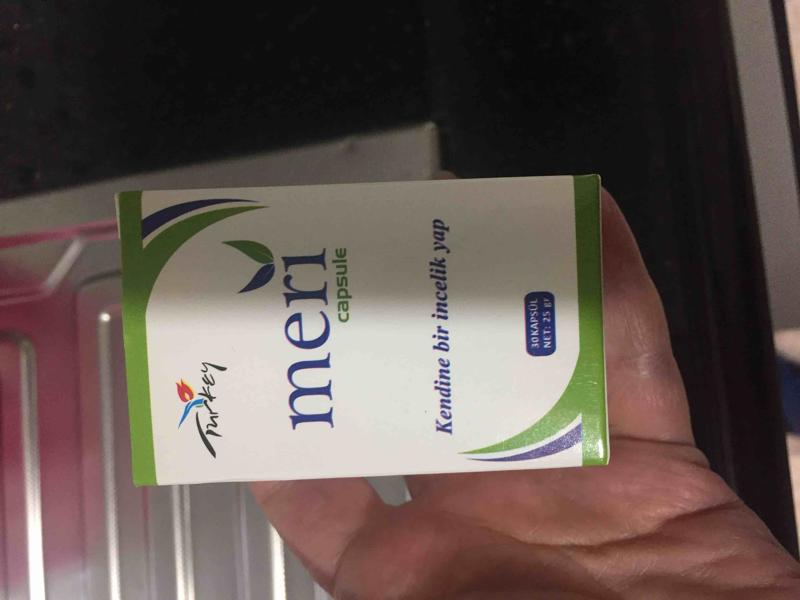 Turkey
meri
capsule
Kendine bir incelik yap
30 KAPSÜL
NET: 25 gr